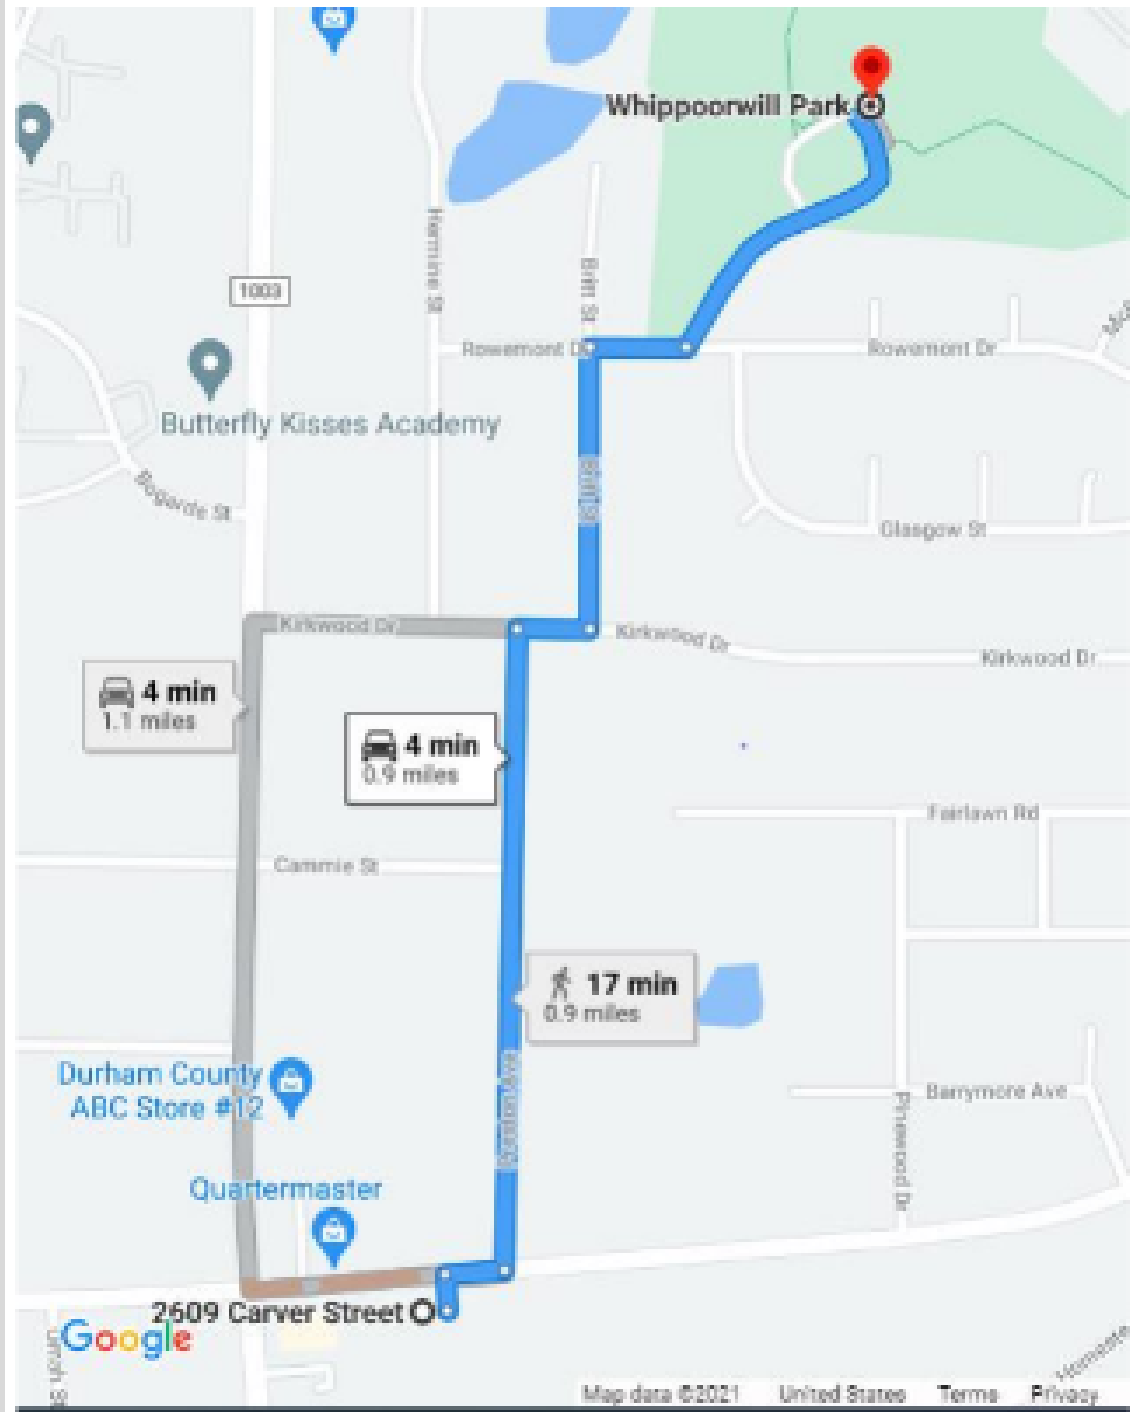 Whippoorwill Park
Hermine St
Britt St
1003
Rowemont Dr
Rowemont Dr
Butterfly Kisses Academy
Bogarde St
Britt St
Glasgow St
Kirkwood Dr
Kirkwood Dr
Kirkwood Dr
4 min
1.1 miles
4 min
0.9 miles
Fairlawn Rd
Cammie St
17 min
0.9 miles
Durham County
ABC Store #12
Barrymore Ave
Pinewood Dr
Quartermaster
2609 Carver Street
Google
Map data ©2021 United States Terms Privacy